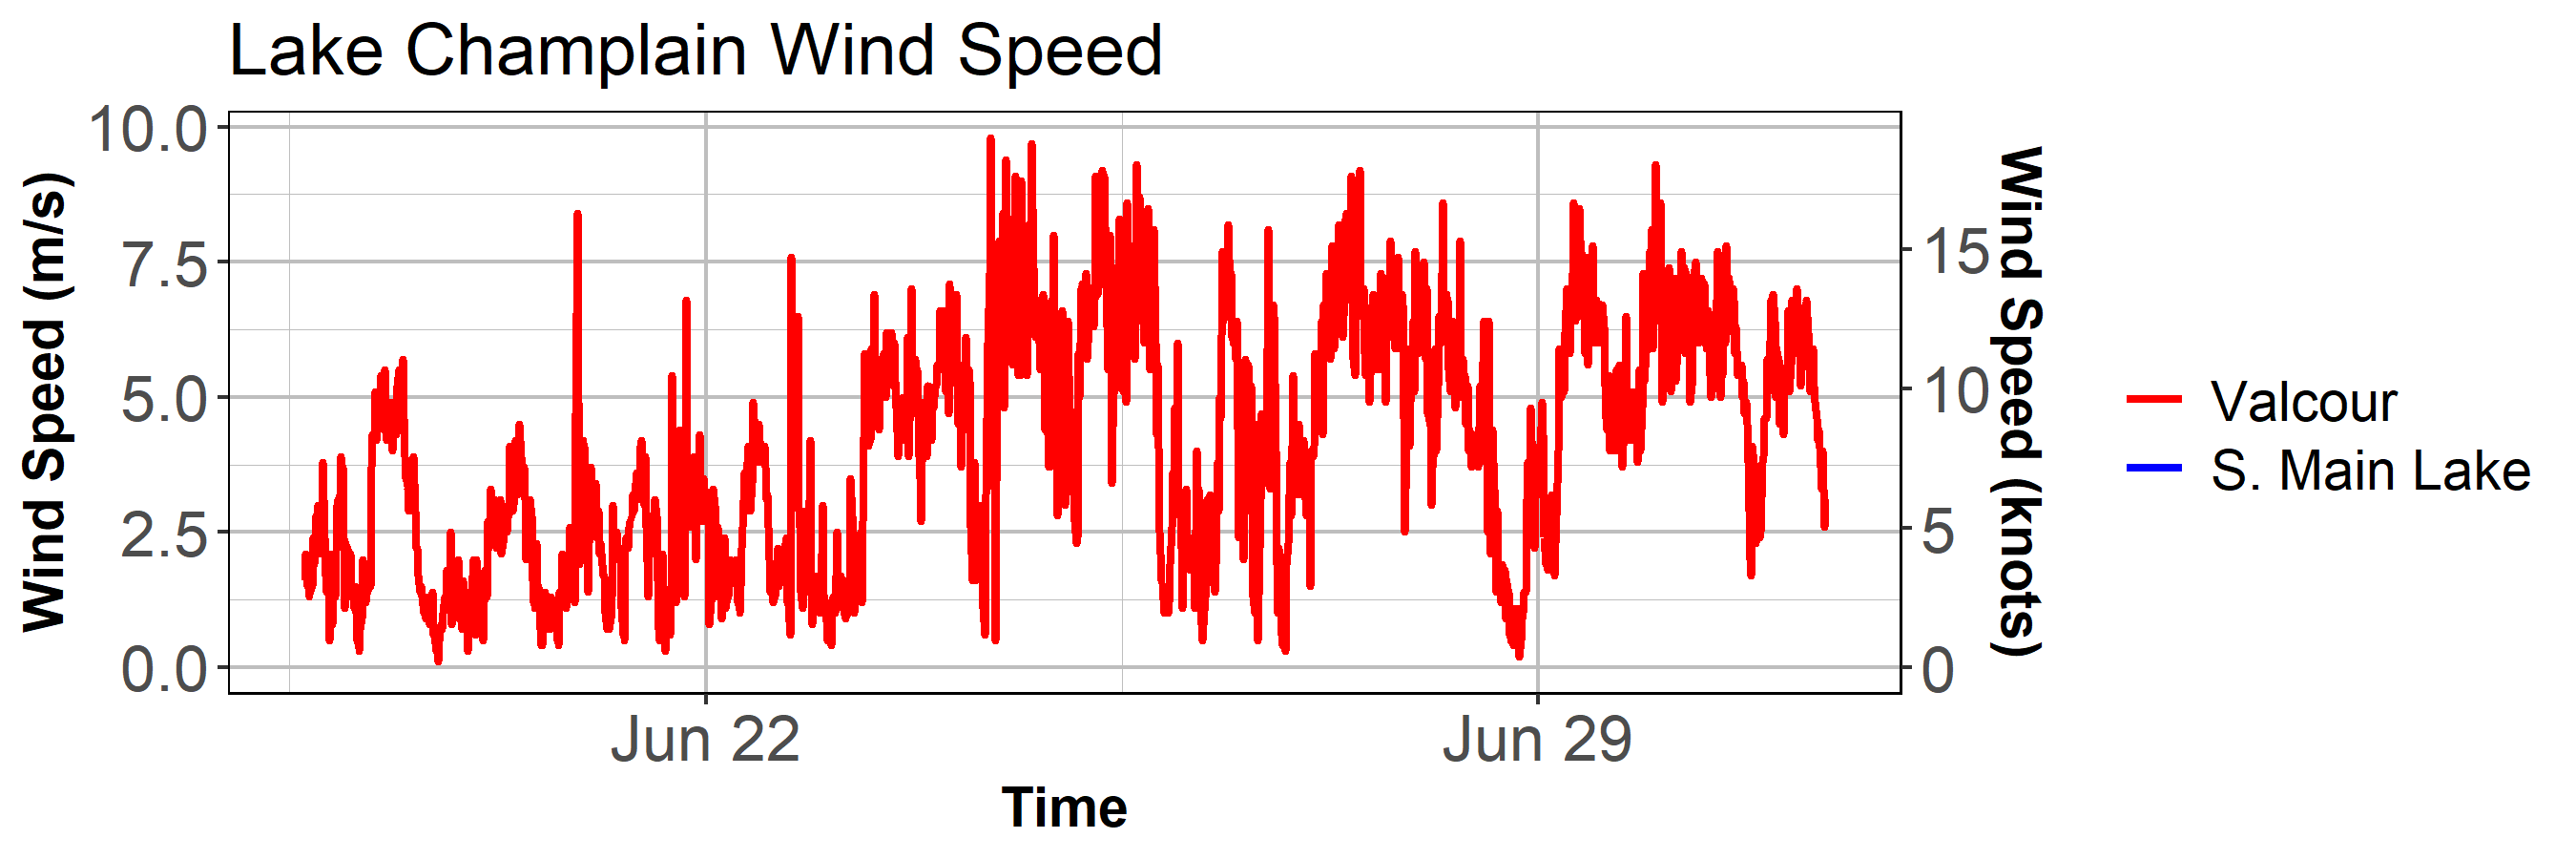 Lake Champlain Wind Speed
Wind Speed (m/s)
10.0
7.5
5.0
2.5
0.0
15
10
5
0
Wind Speed (knots)
Jun 22
Jun 29
Time
Valcour
S. Main Lake